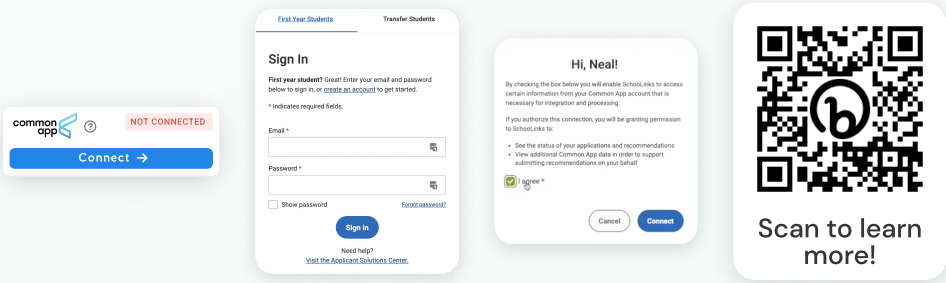 common
app
?
NOT CONNECTED
Connect →
First Year Students
Transfer Students
Sign In
First year student? Great! Enter your email and password
below to sign in, or create an account to get started.
* Indicates required fields.
Email *
Password *
Show password
Forgot password?
Sign in
Need help?
Visit the Applicant Solutions Center.
Hi, Neal!
By checking the box below you will enable SchooLinks to access
certain information from your Common App account that is
necessary for integration and processing.
If you authorize this connection, you will be granting permission
to SchooLinks to:
• See the status of your applications and recommendations
• View additional Common App data in order to support
submitting recommendations on your behalf
I agree *
Cancel
Connect
b
Scan to learn
more!